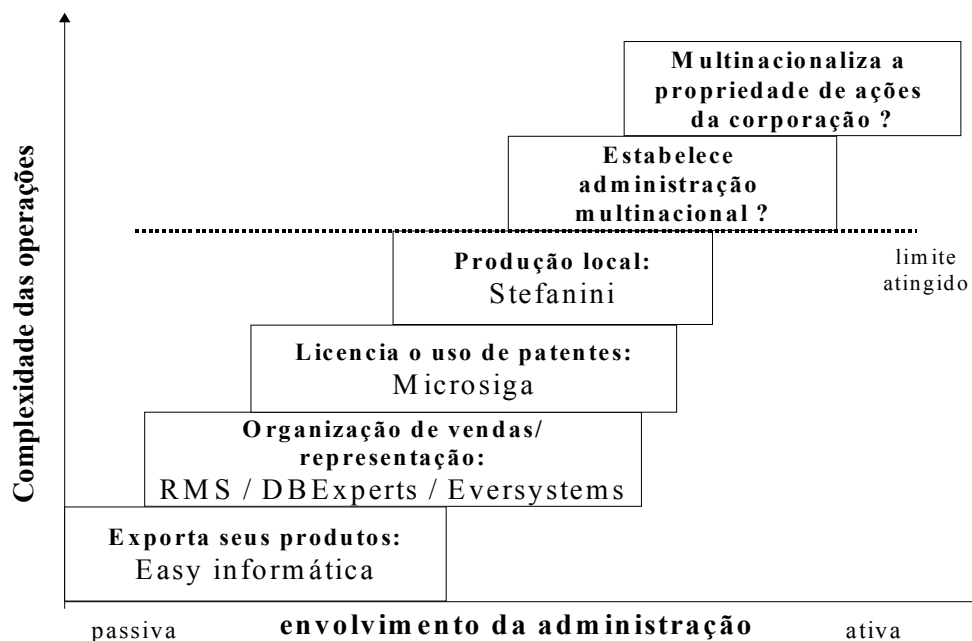 Multinacionaliza a
propriedade de ações
da corporação ?
Estabelece
administração
multinacional ?
limite
atingido
Produção local:
Stefanini
Licencia o uso de patentes:
Microsiga
Organização de vendas/
representação:
RMS / DBExperts / Eversystems
Exporta seus produtos:
Easy informática
Complexidade das operações
passiva
envolvimento da administração
ativa